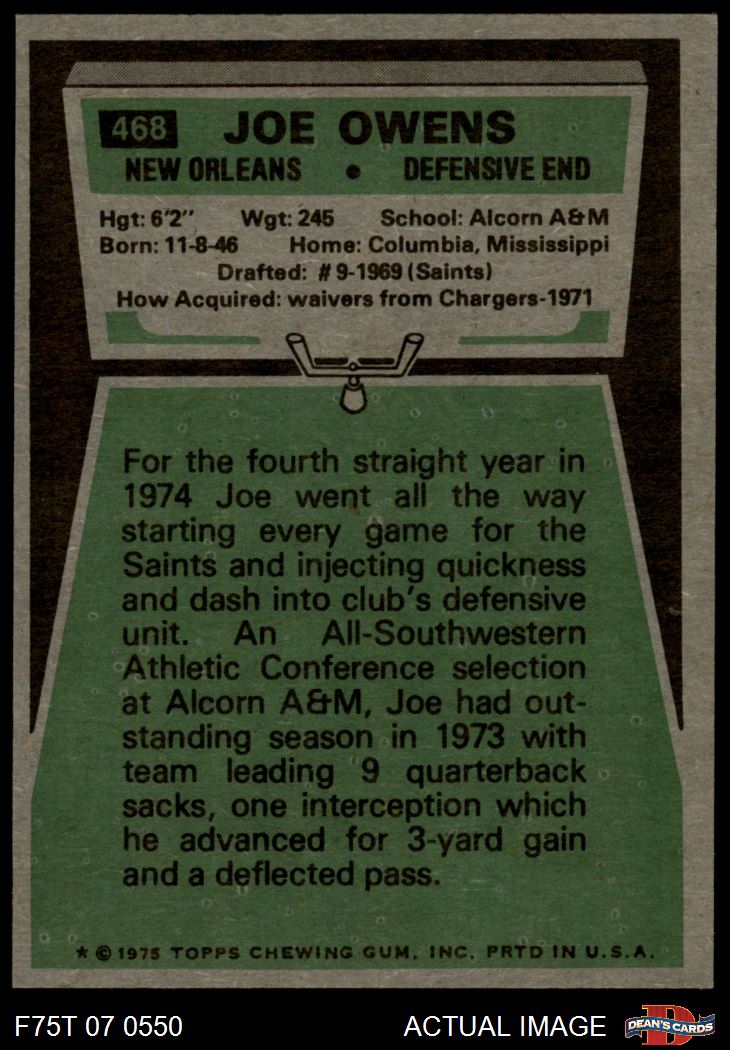 468 JOE OWENS
NEW ORLEANS • DEFENSIVE END
Hgt: 6'2" Wgt: 245 School: Alcorn A&M
Born: 11-8-46 Home: Columbia, Mississippi
Drafted: #9-1969 (Saints)
How Acquired: waivers from Chargers-1971
For the fourth straight year in
1974 Joe went all the way
starting every game for the
Saints and injecting quickness
and dash into club's defensive
unit. An All-Southwestern
Athletic Conference selection
at Alcorn A&M, Joe had out-
standing season in 1973 with
team leading 9 quarterback
sacks, one interception which
he advanced for 3-yard gain
and a deflected pass.
* © 1975 TOPPS CHEWING GUM, INC. PRTD IN U.S.A.
F75T 07 0550 ACTUAL IMAGE D DEAN'S CARDS